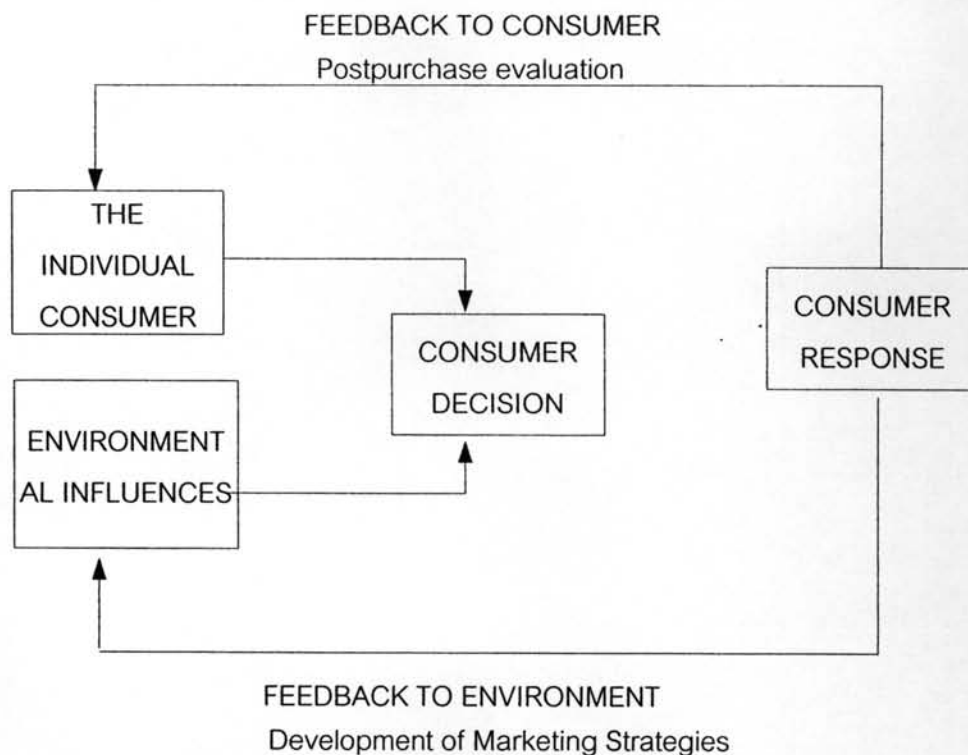 FEEDBACK TO CONSUMER
Postpurchase evaluation
THE
INDIVIDUAL
CONSUMER
CONSUMER
DECISION
CONSUMER
RESPONSE
ENVIRONMENT
AL INFLUENCES
FEEDBACK TO ENVIRONMENT
Development of Marketing Strategies